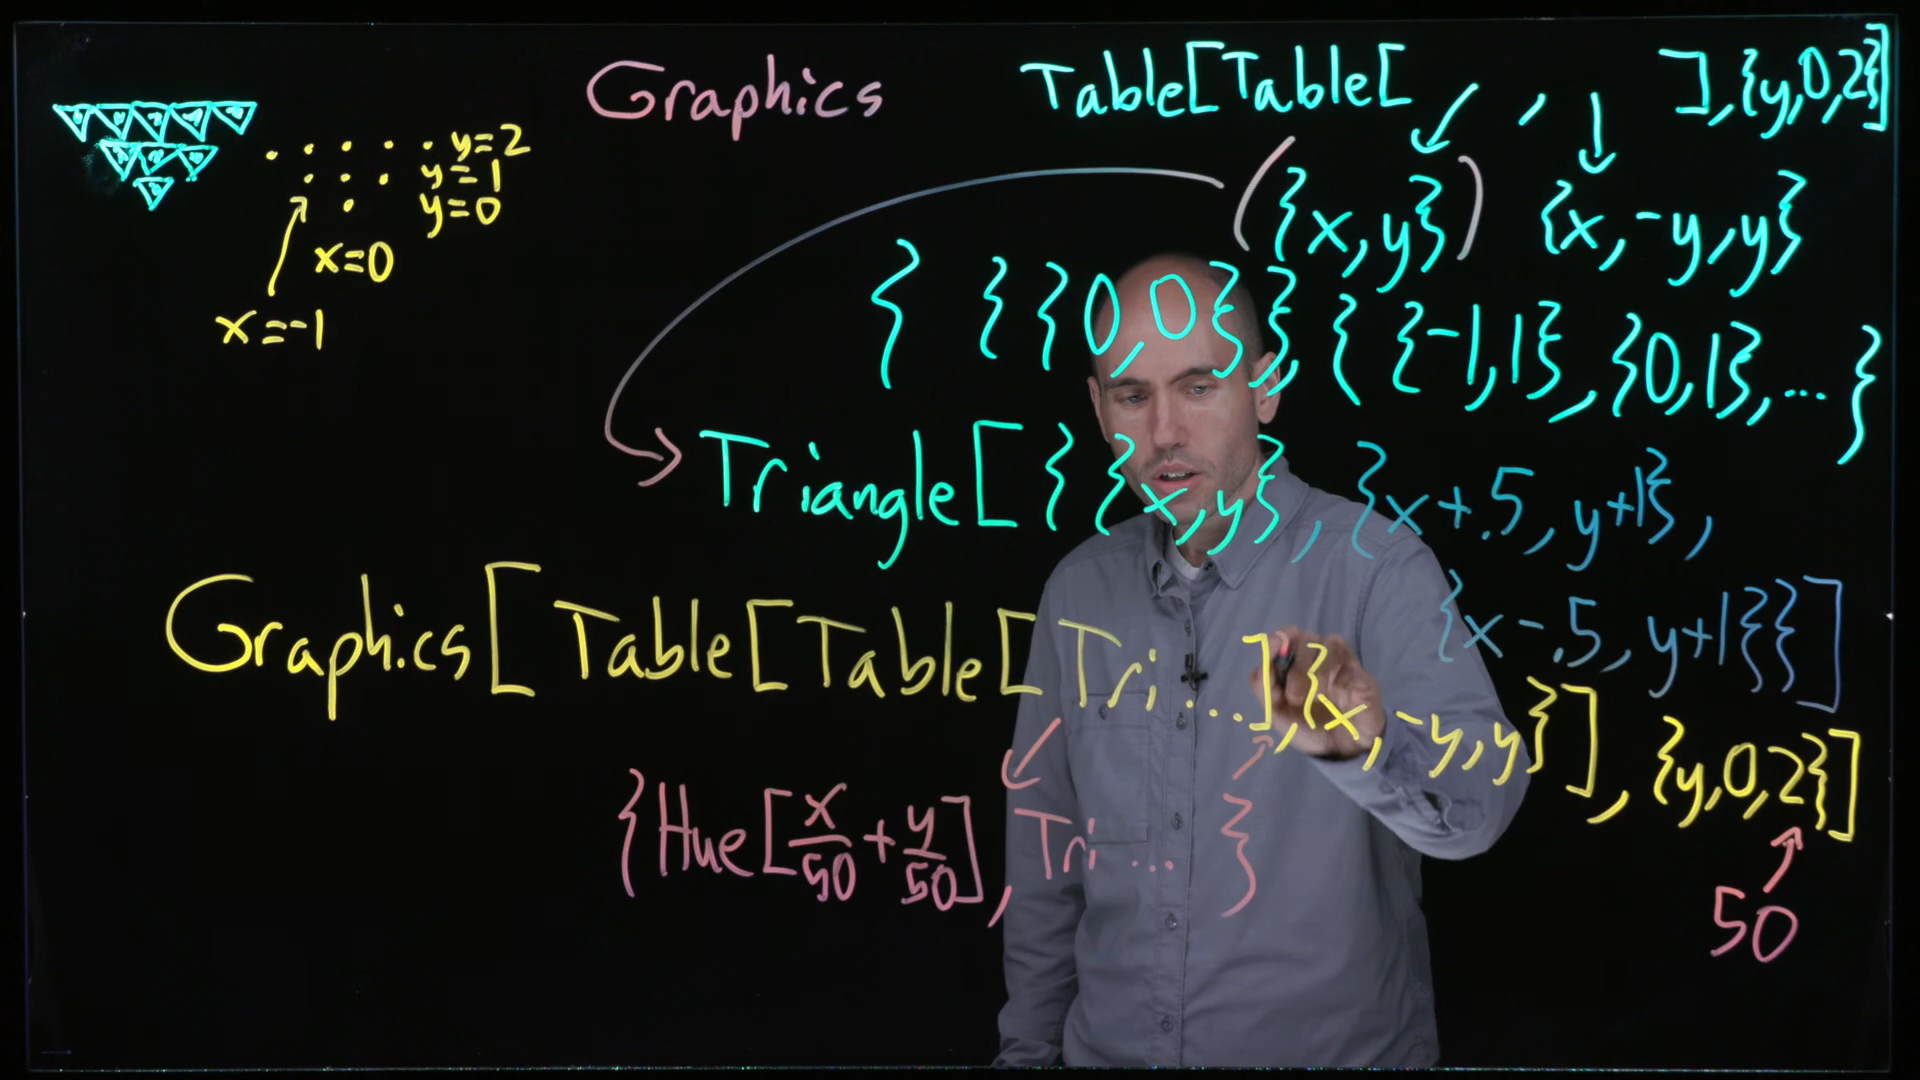 Graphics
Table[Table[ , ],{y,0,2}]
({x,y}) {x,-y,y}
y=2
y=1
y=0
x=0
x=-1
{ {{0,0}},{{-1,1},{0,1},... }
Triangle[{{x,y},{x+.5,y+1},
{x-.5,y+1}}]
Graphics[Table[Table[Tri...],{x,-y,y}],{y,0,2}]
{Hue[x/50+y/50],Tri...}
50